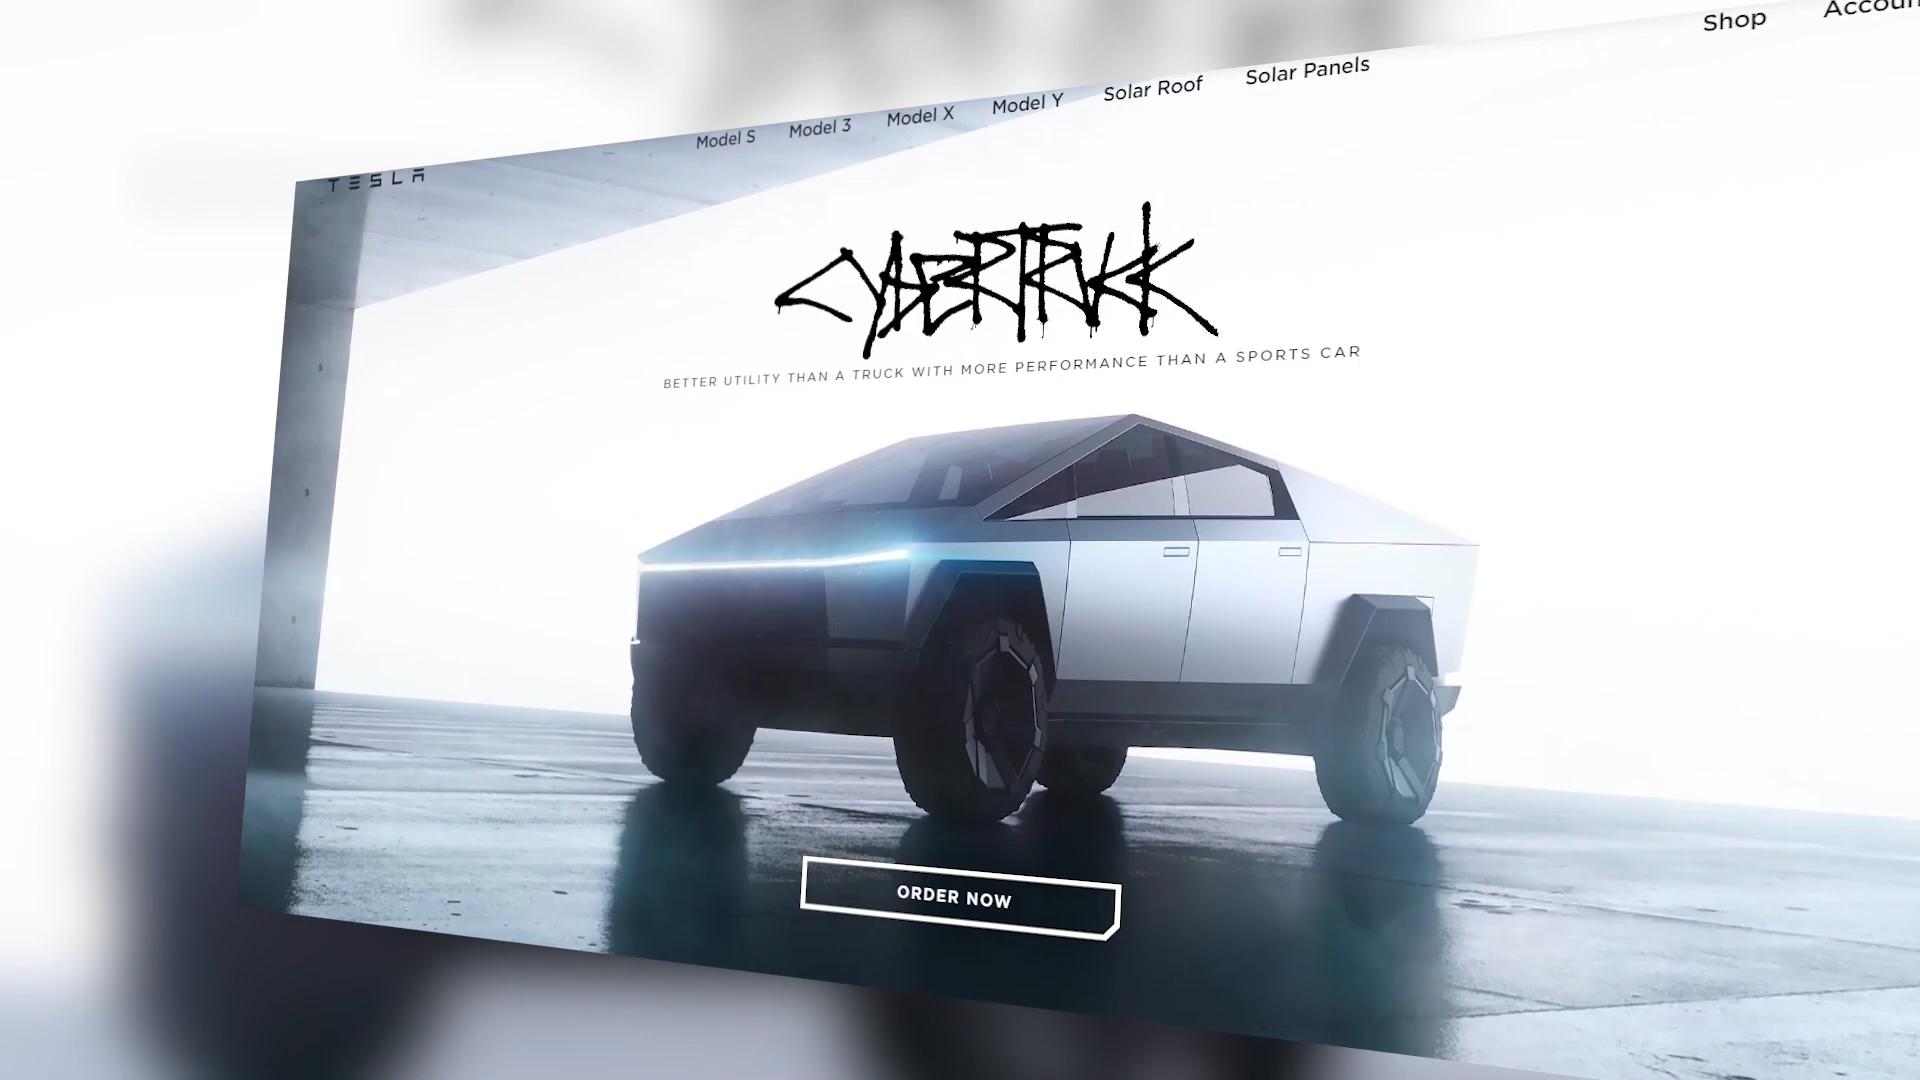 Shop Accoun
Model S Model 3 Model X Model Y Solar Roof Solar Panels
TESLA
CYBERTRUCK
BETTER UTILITY THAN A TRUCK WITH MORE PERFORMANCE THAN A SPORTS CAR
ORDER NOW